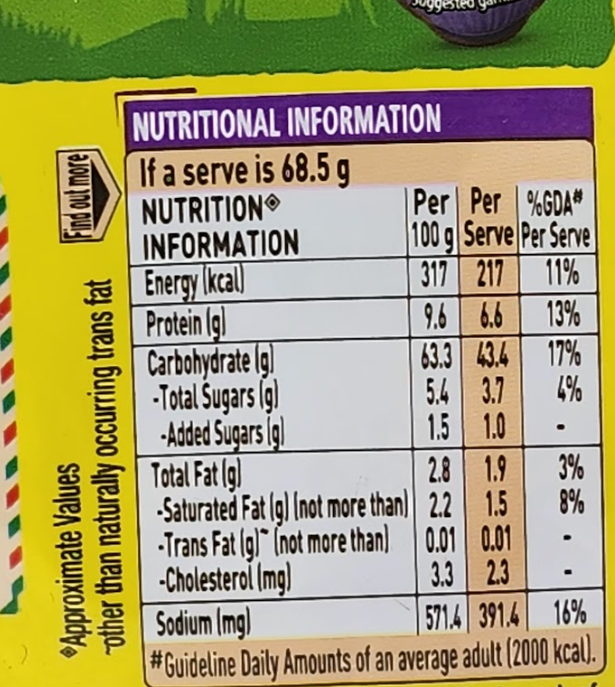 Suggested
NUTRITIONAL INFORMATION
If a serve is 68.5 g
NUTRITION◈ Per Per %GDA#
INFORMATION 100 g Serve Per Serve
Energy (kcal) 317 217 11%
Protein (g) 9.6 6.6 13%
Carbohydrate (g) 63.3 43.4 17%
-Total Sugars (g) 5.4 3.7 4%
-Added Sugars (g) 1.5 1.0 -
Total Fat (g) 2.8 1.9 3%
-Saturated Fat (g) (not more than) 2.2 1.5 8%
-Trans Fat (g)~ (not more than) 0.01 0.01 -
-Cholesterol (mg) 3.3 2.3 -
Sodium (mg) 571.4 391.4 16%
#Guideline Daily Amounts of an average adult (2000 kcal).
Find out more
◈Approximate Values
~other than naturally occurring trans fat